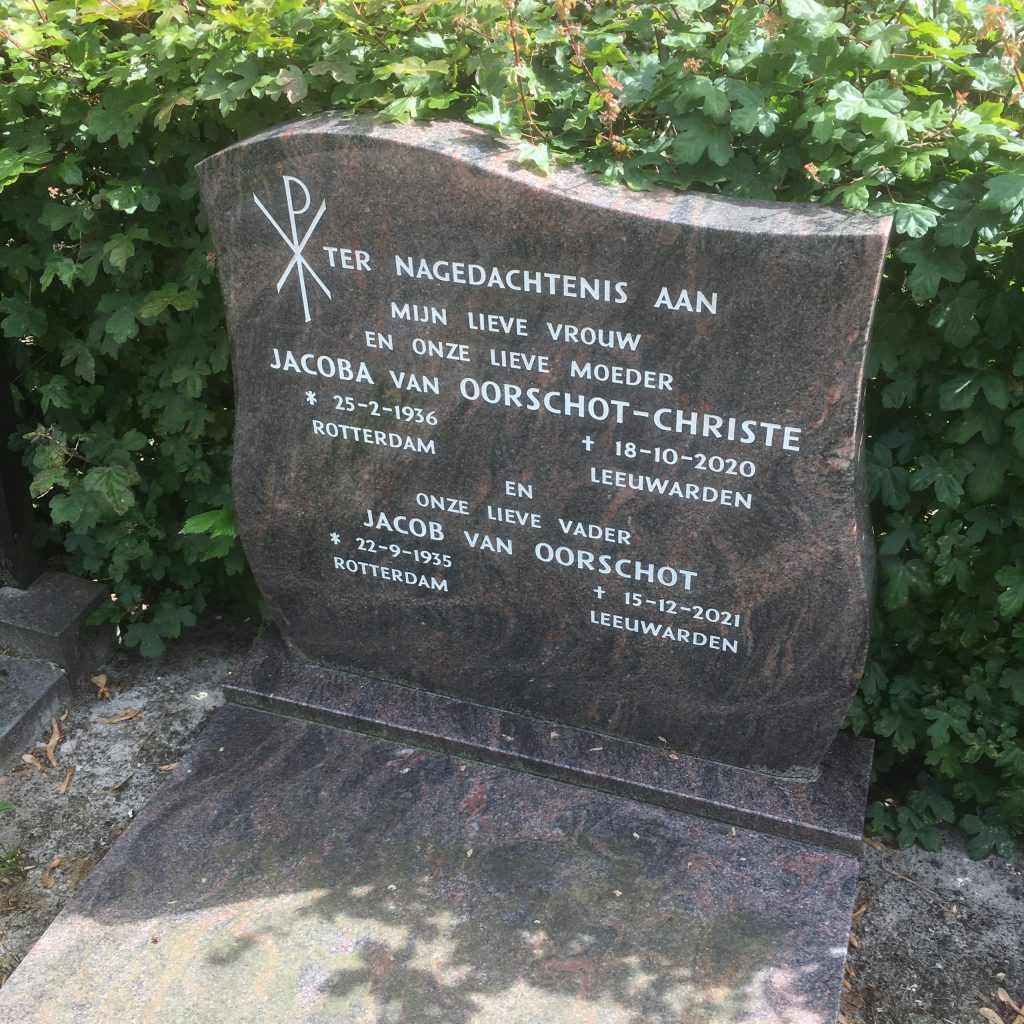 TER NAGEDACHTENIS AAN
MIJN LIEVE VROUW
EN ONZE LIEVE MOEDER
JACOBA VAN OORSCHOT-CHRISTE
* 25-2-1936
ROTTERDAM
† 18-10-2020
LEEUWARDEN
EN
ONZE LIEVE VADER
JACOB VAN OORSCHOT
* 22-9-1935
ROTTERDAM
† 15-12-2021
LEEUWARDEN